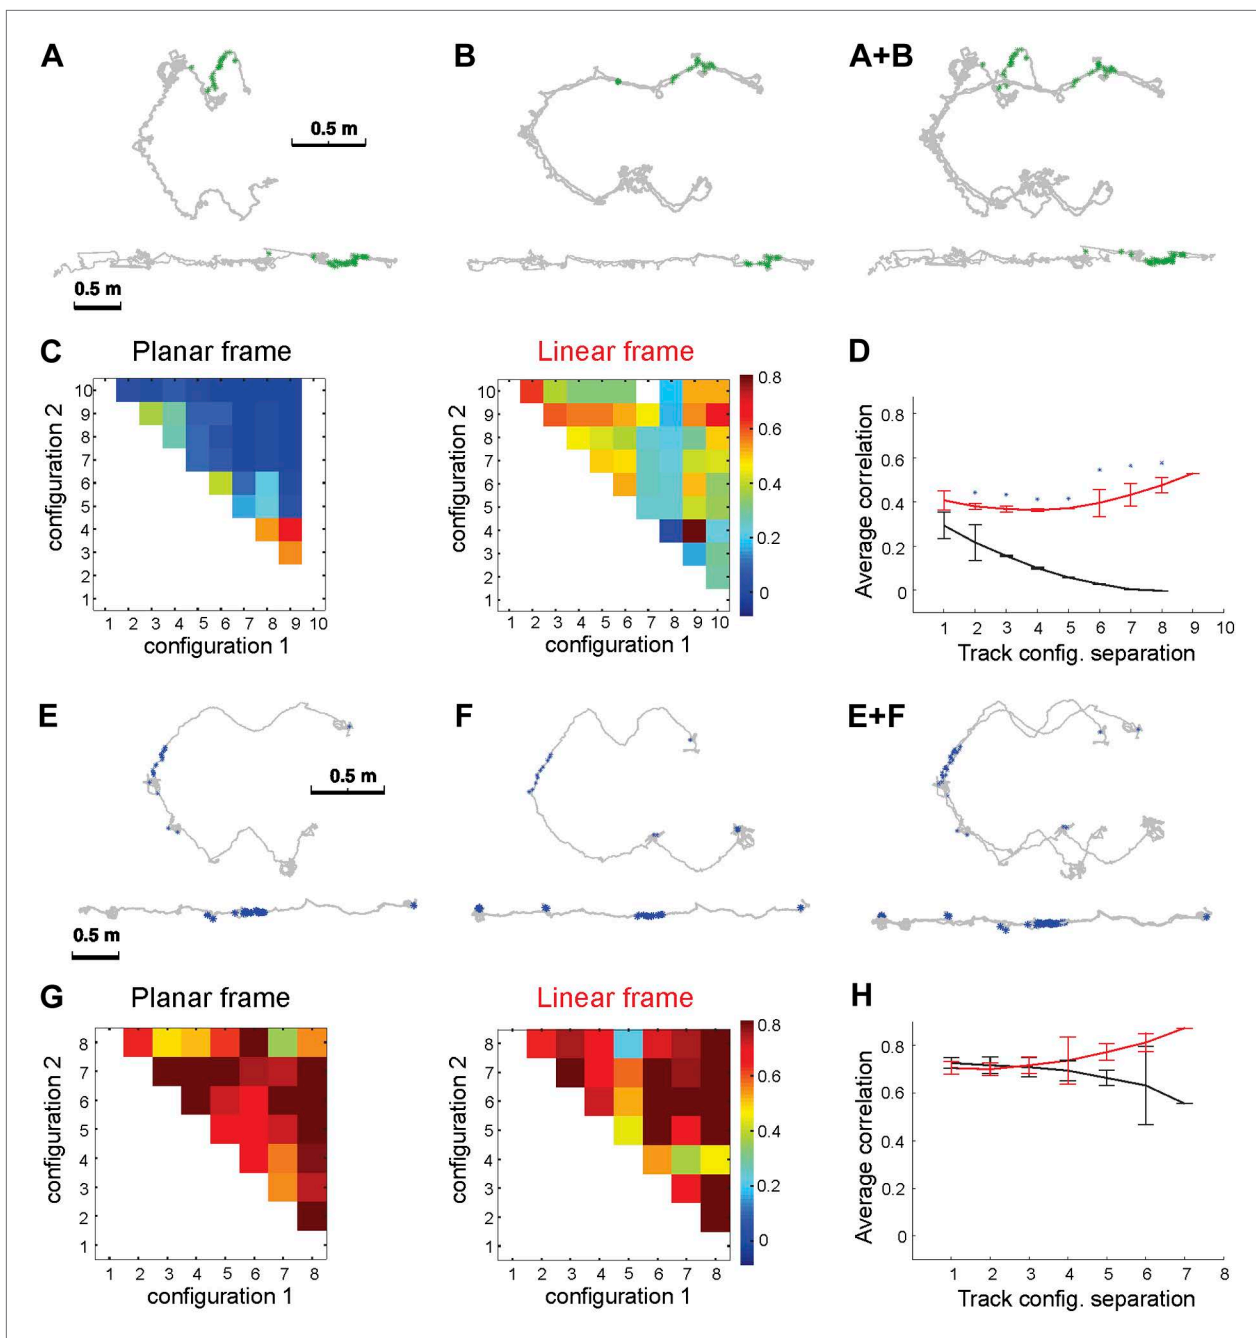 A
B
A+B
0.5 m
0.5 m
C
Planar frame
configuration 2
10
9
8
7
6
5
4
3
2
1
1 2 3 4 5 6 7 8 9 10
configuration 1
Linear frame
configuration 2
10
9
8
7
6
5
4
3
2
1
1 2 3 4 5 6 7 8 9 10
configuration 1
0.8
0.6
0.4
0.2
0
D
Average correlation
0.8
0.6
0.4
0.2
0
1 2 3 4 5 6 7 8 9 10
Track config. separation
E
F
E+F
0.5 m
0.5 m
G
Planar frame
configuration 2
8
7
6
5
4
3
2
1
1 2 3 4 5 6 7 8
configuration 1
Linear frame
configuration 2
8
7
6
5
4
3
2
1
1 2 3 4 5 6 7 8
configuration 1
0.8
0.6
0.4
0.2
0
H
Average correlation
0.8
0.6
0.4
0.2
0
1 2 3 4 5 6 7 8
Track config. separation